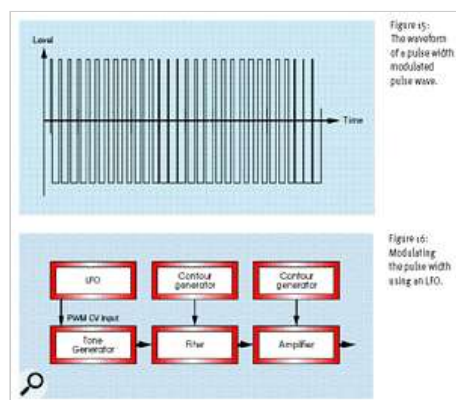 Figure 15:
The waveform
of a pulse width
modulated
pulse wave.
Level
Time
Figure 16:
Modulating
the pulse width
using an LFO.
LFO
Contour
generator
Contour
generator
PWM CV Input
Tone
Generator
Filter
Amplifier